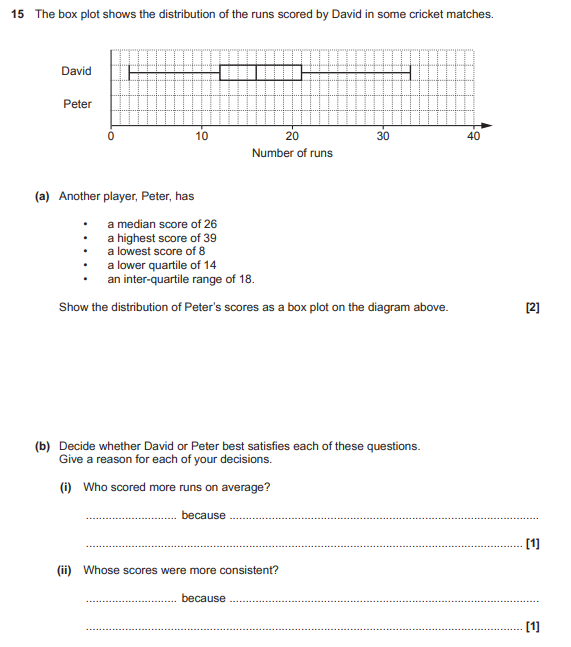 15 The box plot shows the distribution of the runs scored by David in some cricket matches.
David
Peter
0 10 20 30 40
Number of runs
(a) Another player, Peter, has
• a median score of 26
• a highest score of 39
• a lowest score of 8
• a lower quartile of 14
• an inter-quartile range of 18.
Show the distribution of Peter's scores as a box plot on the diagram above. [2]
(b) Decide whether David or Peter best satisfies each of these questions.
Give a reason for each of your decisions.
(i) Who scored more runs on average?
............................ because ................................................................................
................................................................................ [1]
(ii) Whose scores were more consistent?
............................ because ................................................................................
................................................................................ [1]